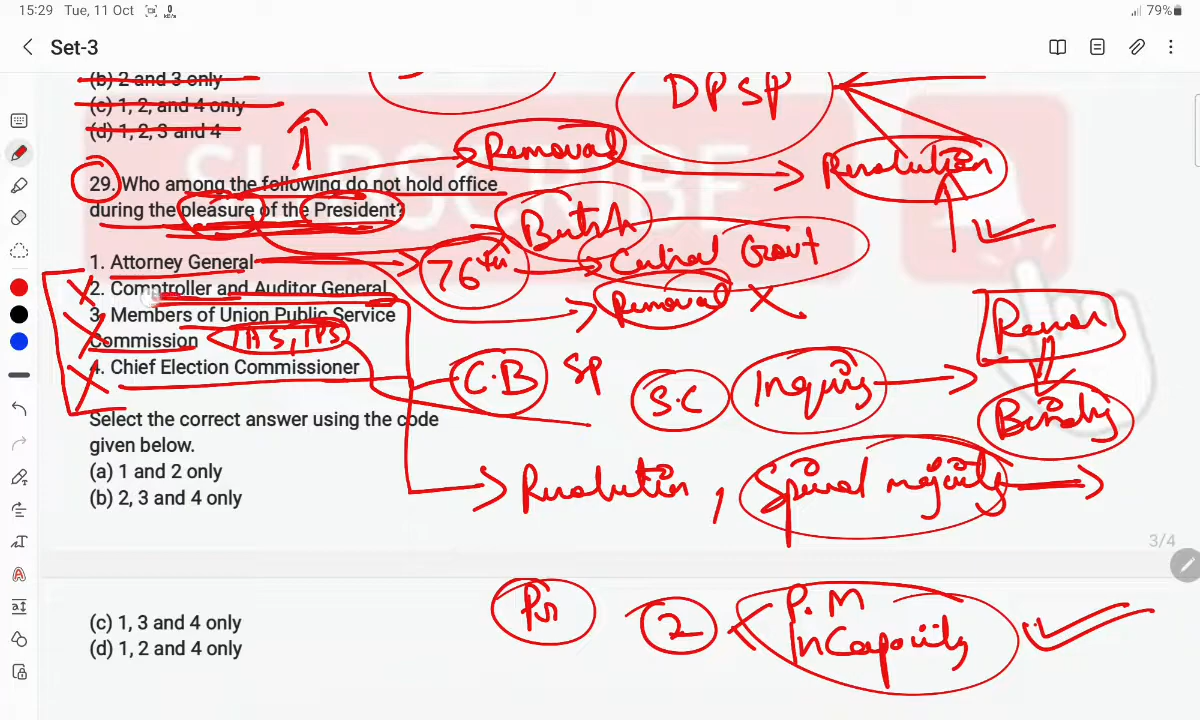 15:29 Tue, 11 Oct
79%
Set-3
(b) 2 and 3 only
(c) 1, 2, and 4 only
(d) 1, 2, 3 and 4
DPSP
Removal
Resolution
SUBSCRIBE
29. Who among the following do not hold office
during the pleasure of the President?
British
1. Attorney General
76th
Central Govt
2. Comptroller and Auditor General
Removal X
3. Members of Union Public Service
Commission
IAS, IPS
4. Chief Election Commissioner
C.B SP
S.C
Inquiry
Binding
Select the correct answer using the code
given below.
(a) 1 and 2 only
(b) 2, 3 and 4 only
Resolution, Special majority
3/4
(c) 1, 3 and 4 only
(d) 1, 2 and 4 only
2
P.M
InCapacity